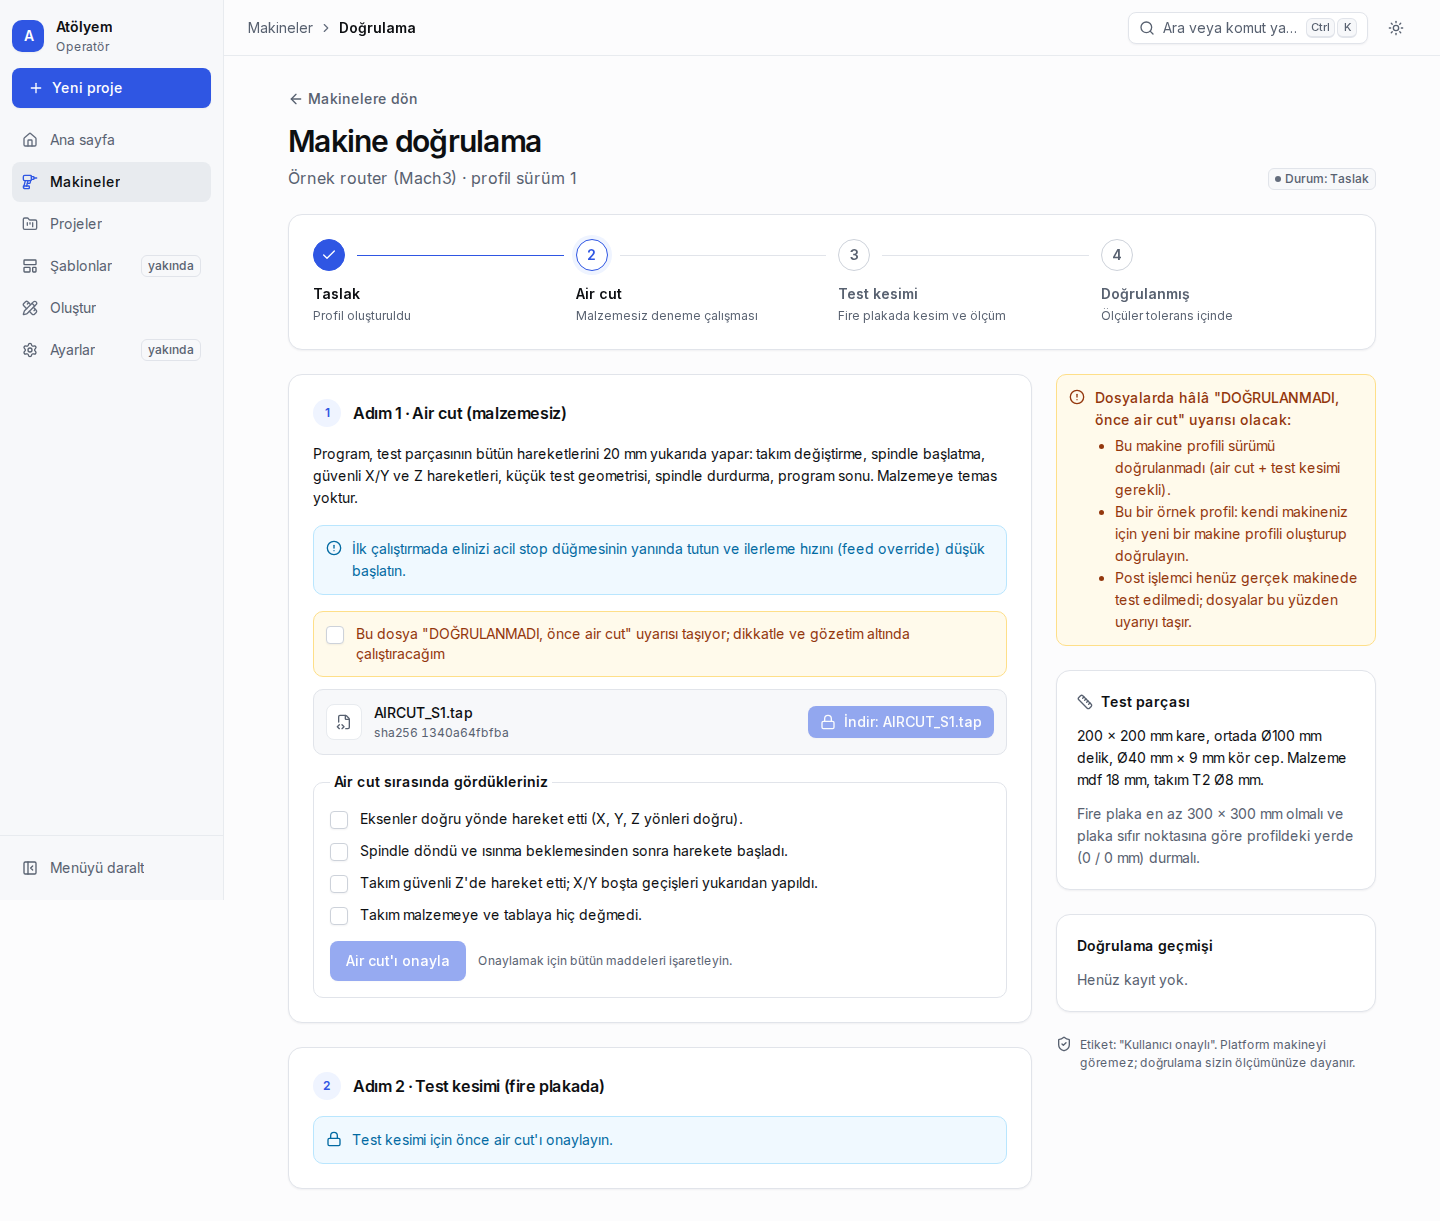 A
Atölyem
Operatör
Yeni proje
Ana sayfa
Makineler
Projeler
Şablonlar
yakında
Oluştur
Ayarlar
yakında
Menüyü daralt
Makineler
Doğrulama
Ara veya komut ya...
Ctrl
K
Makinelere dön
Makine doğrulama
Örnek router (Mach3) · profil sürüm 1
Durum: Taslak
2
3
4
Taslak
Air cut
Test kesimi
Doğrulanmış
Profil oluşturuldu
Malzemesiz deneme çalışması
Fire plakada kesim ve ölçüm
Ölçüler tolerans içinde
1
Adım 1 · Air cut (malzemesiz)
Program, test parçasının bütün hareketlerini 20 mm yukarıda yapar: takım değiştirme, spindle başlatma,
güvenli X/Y ve Z hareketleri, küçük test geometrisi, spindle durdurma, program sonu. Malzemeye temas
yoktur.
İlk çalıştırmada elinizi acil stop düğmesinin yanında tutun ve ilerleme hızını (feed override) düşük
başlatın.
Bu dosya "DOĞRULANMADI, önce air cut" uyarısı taşıyor; dikkatle ve gözetim altında
çalıştıracağım
AIRCUT_S1.tap
sha256 1340a64fbfba
İndir: AIRCUT_S1.tap
Air cut sırasında gördükleriniz
Eksenler doğru yönde hareket etti (X, Y, Z yönleri doğru).
Spindle döndü ve ısınma beklemesinden sonra harekete başladı.
Takım güvenli Z'de hareket etti; X/Y boşta geçişleri yukarıdan yapıldı.
Takım malzemeye ve tablaya hiç değmedi.
Air cut'ı onayla
Onaylamak için bütün maddeleri işaretleyin.
2
Adım 2 · Test kesimi (fire plakada)
Test kesimi için önce air cut'ı onaylayın.
Dosyalarda hâlâ "DOĞRULANMADI,
önce air cut" uyarısı olacak:
Bu makine profili sürümü
doğrulanmadı (air cut + test kesimi
gerekli).
Bu bir örnek profil: kendi makineniz
için yeni bir makine profili oluşturup
doğrulayın.
Post işlemci henüz gerçek makinede
test edilmedi; dosyalar bu yüzden
uyarıyı taşır.
Test parçası
200 × 200 mm kare, ortada Ø100 mm
delik, Ø40 mm × 9 mm kör cep. Malzeme
mdf 18 mm, takım T2 Ø8 mm.
Fire plaka en az 300 × 300 mm olmalı ve
plaka sıfır noktasına göre profildeki yerde
(0 / 0 mm) durmalı.
Doğrulama geçmişi
Henüz kayıt yok.
Etiket: "Kullanıcı onaylı". Platform makineyi
göremez; doğrulama sizin ölçümünüze dayanır.